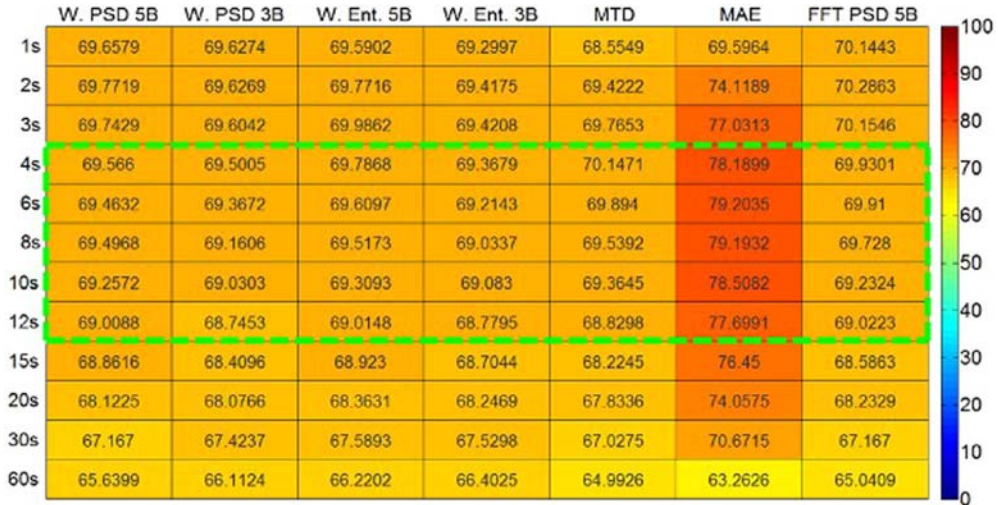 W. PSD 5B W. PSD 3B W. Ent. 5B W. Ent. 3B MTD MAE FFT PSD 5B
1s 69.6579 69.6274 69.5902 69.2997 68.5549 69.5964 70.1443
2s 69.7719 69.6269 69.7716 69.4175 69.4222 74.1189 70.2863
3s 69.7429 69.6042 69.9862 69.4208 69.7653 77.0313 70.1546
4s 69.566 69.5005 69.7868 69.3679 70.1471 78.1899 69.9301
6s 69.4632 69.3672 69.6097 69.2143 69.894 79.2035 69.91
8s 69.4968 69.1606 69.5173 69.0337 69.5392 79.1932 69.728
10s 69.2572 69.0303 69.3093 69.083 69.3645 78.5082 69.2324
12s 69.0088 68.7453 69.0148 68.7795 68.8298 77.6991 69.0223
15s 68.8616 68.4096 68.923 68.7044 68.2245 76.45 68.5863
20s 68.1225 68.0766 68.3631 68.2469 67.8336 74.0575 68.2329
30s 67.167 67.4237 67.5893 67.5298 67.0275 70.6715 67.167
60s 65.6399 66.1124 66.2202 66.4025 64.9926 63.2626 65.0409
100
90
80
70
60
50
40
30
20
10
0